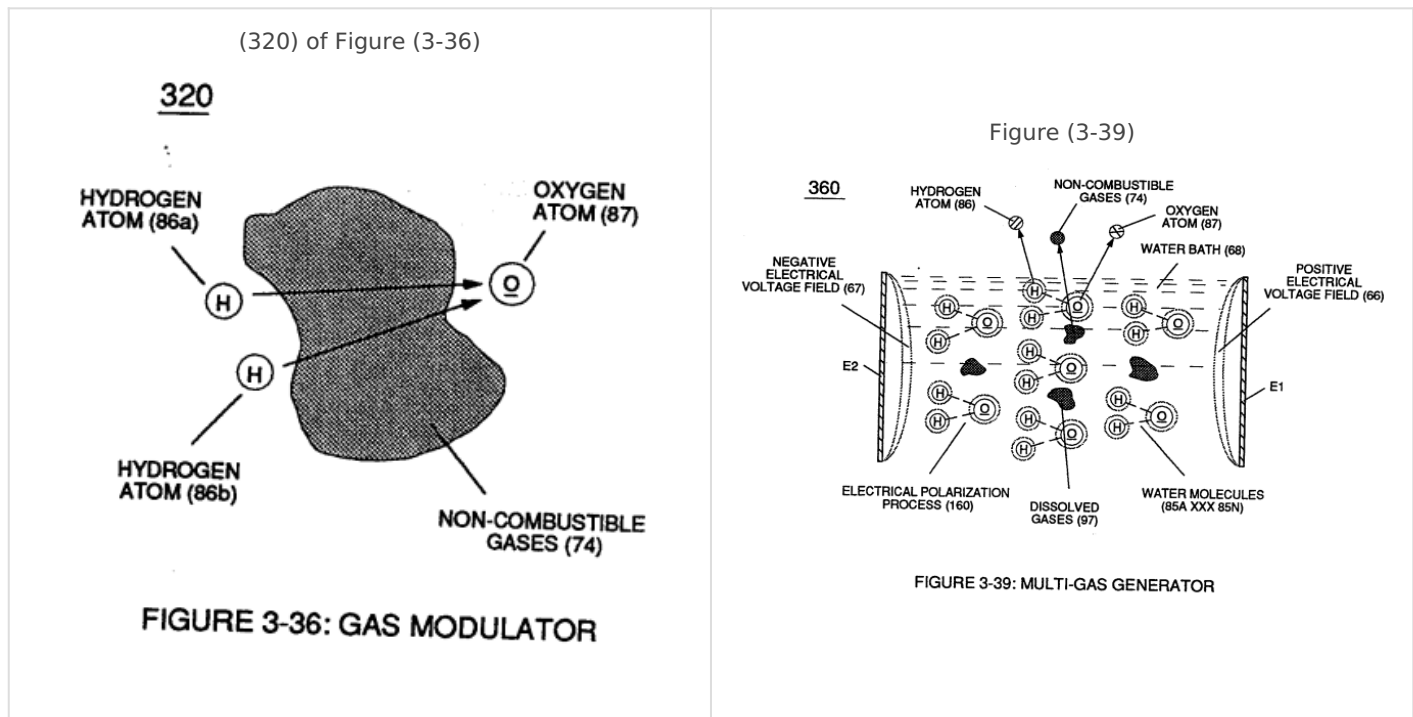 (320) of Figure (3-36)
320
HYDROGEN
ATOM (86a)
OXYGEN
ATOM (87)
H
O
H
HYDROGEN
ATOM (86b)
NON-COMBUSTIBLE
GASES (74)
FIGURE 3-36: GAS MODULATOR
Figure (3-39)
360
HYDROGEN
ATOM (86)
NON-COMBUSTIBLE
GASES (74)
OXYGEN
ATOM (87)
WATER BATH (68)
NEGATIVE
ELECTRICAL
VOLTAGE FIELD (67)
POSITIVE
ELECTRICAL
VOLTAGE FIELD (66)
H
H
O
H
H
O
H
H
O
E2
H
H
O
E1
H
H
O
H
H
O
H
H
O
ELECTRICAL POLARIZATION
PROCESS (160)
DISSOLVED
GASES (97)
WATER MOLECULES
(85A XXX 85N)
FIGURE 3-39: MULTI-GAS GENERATOR